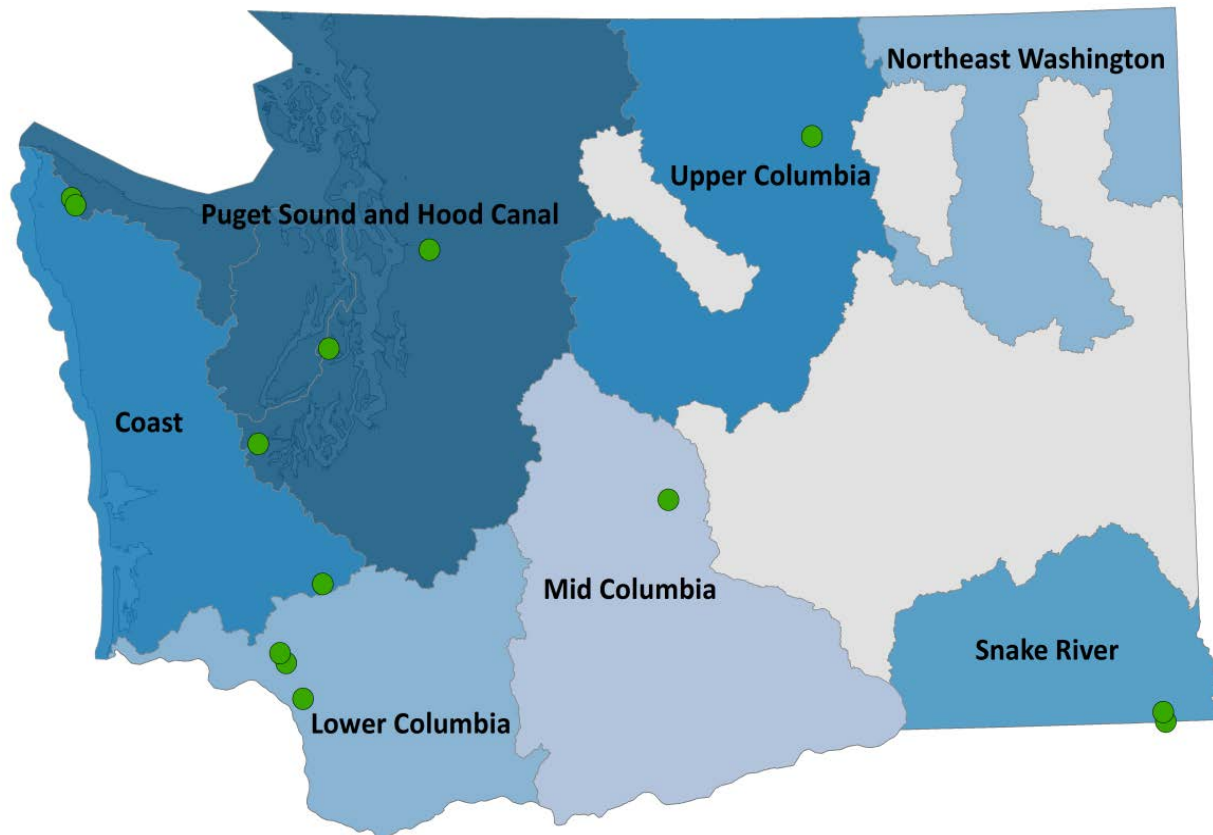 Northeast Washington
Upper Columbia
Puget Sound and Hood Canal
Coast
Mid Columbia
Snake River
Lower Columbia